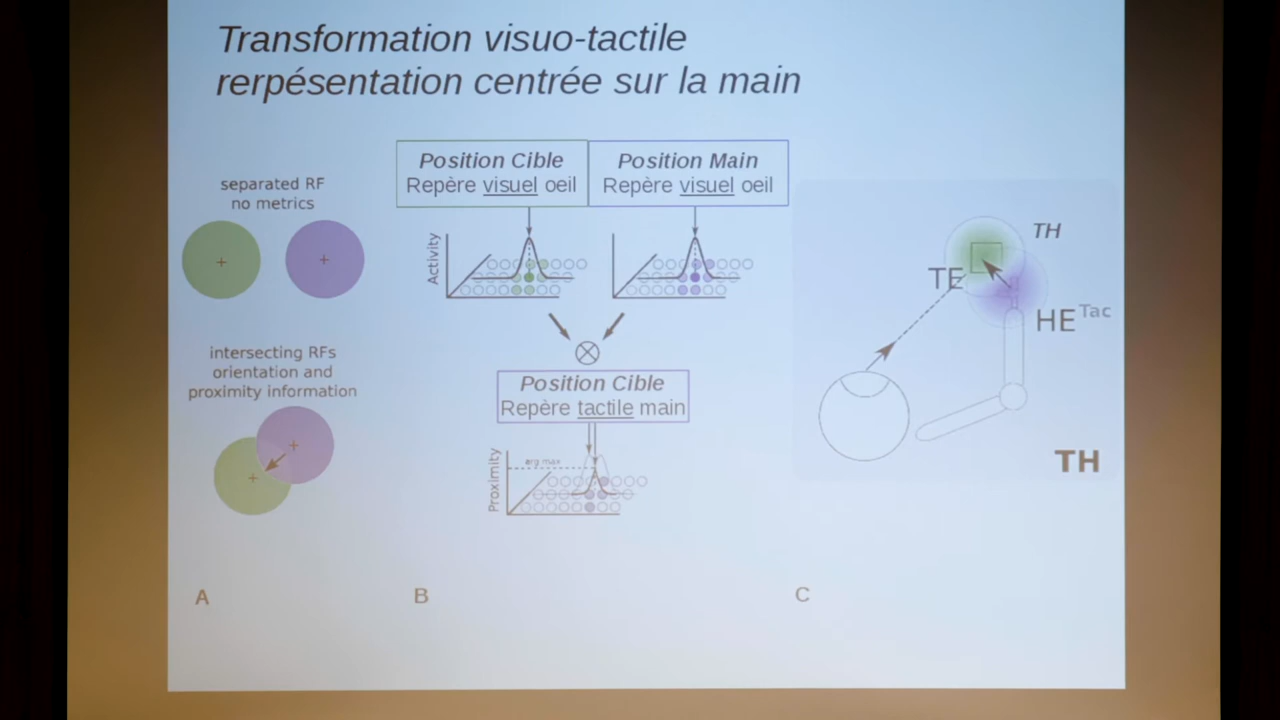 Transformation visuo-tactile
rerpésentation centrée sur la main
separated RF
no metrics
intersecting RFs
orientation and
proximity information
A
Position Cible
Repère visuel oeil
Position Main
Repère visuel oeil
Activity
Position Cible
Repère tactile main
arg max
Proximity
B
TH
TE
HE Tac
TH
C